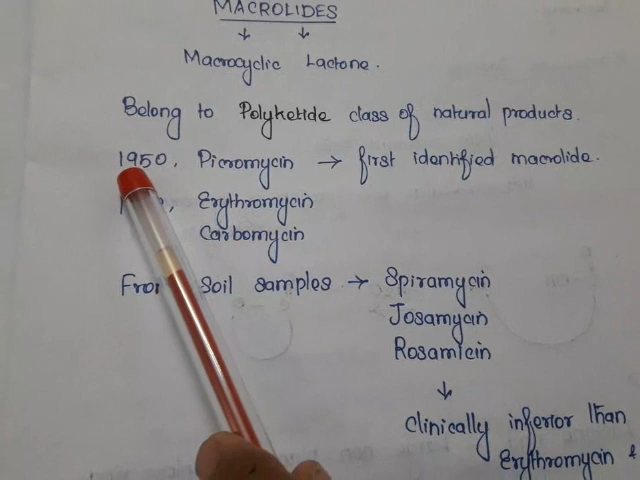 MACROLIDES
Macrocyclic Lactone.
Belong to Polyketide class of natural products.
1950, Picromycin → first identified macrolide.
Erythromycin
Carbomycin
From Soil samples → Spiramycin
Josamycin
Rosamicin
Clinically inferior than
Erythromycin &